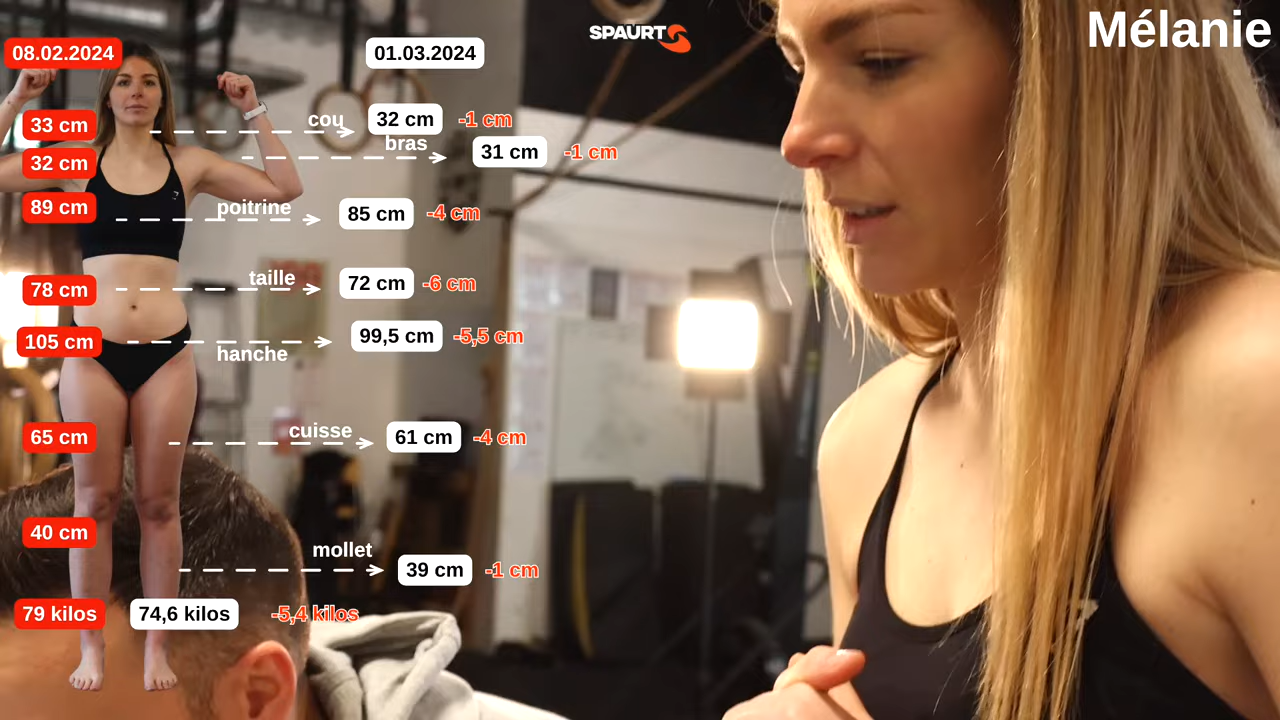 SPAURT
Mélanie
08.02.2024 01.03.2024
33 cm cou 32 cm -1 cm
32 cm bras 31 cm -1 cm
89 cm poitrine 85 cm -4 cm
78 cm taille 72 cm -6 cm
105 cm hanche 99,5 cm -5,5 cm
65 cm cuisse 61 cm -4 cm
40 cm mollet 39 cm -1 cm
79 kilos 74,6 kilos -5,4 kilos